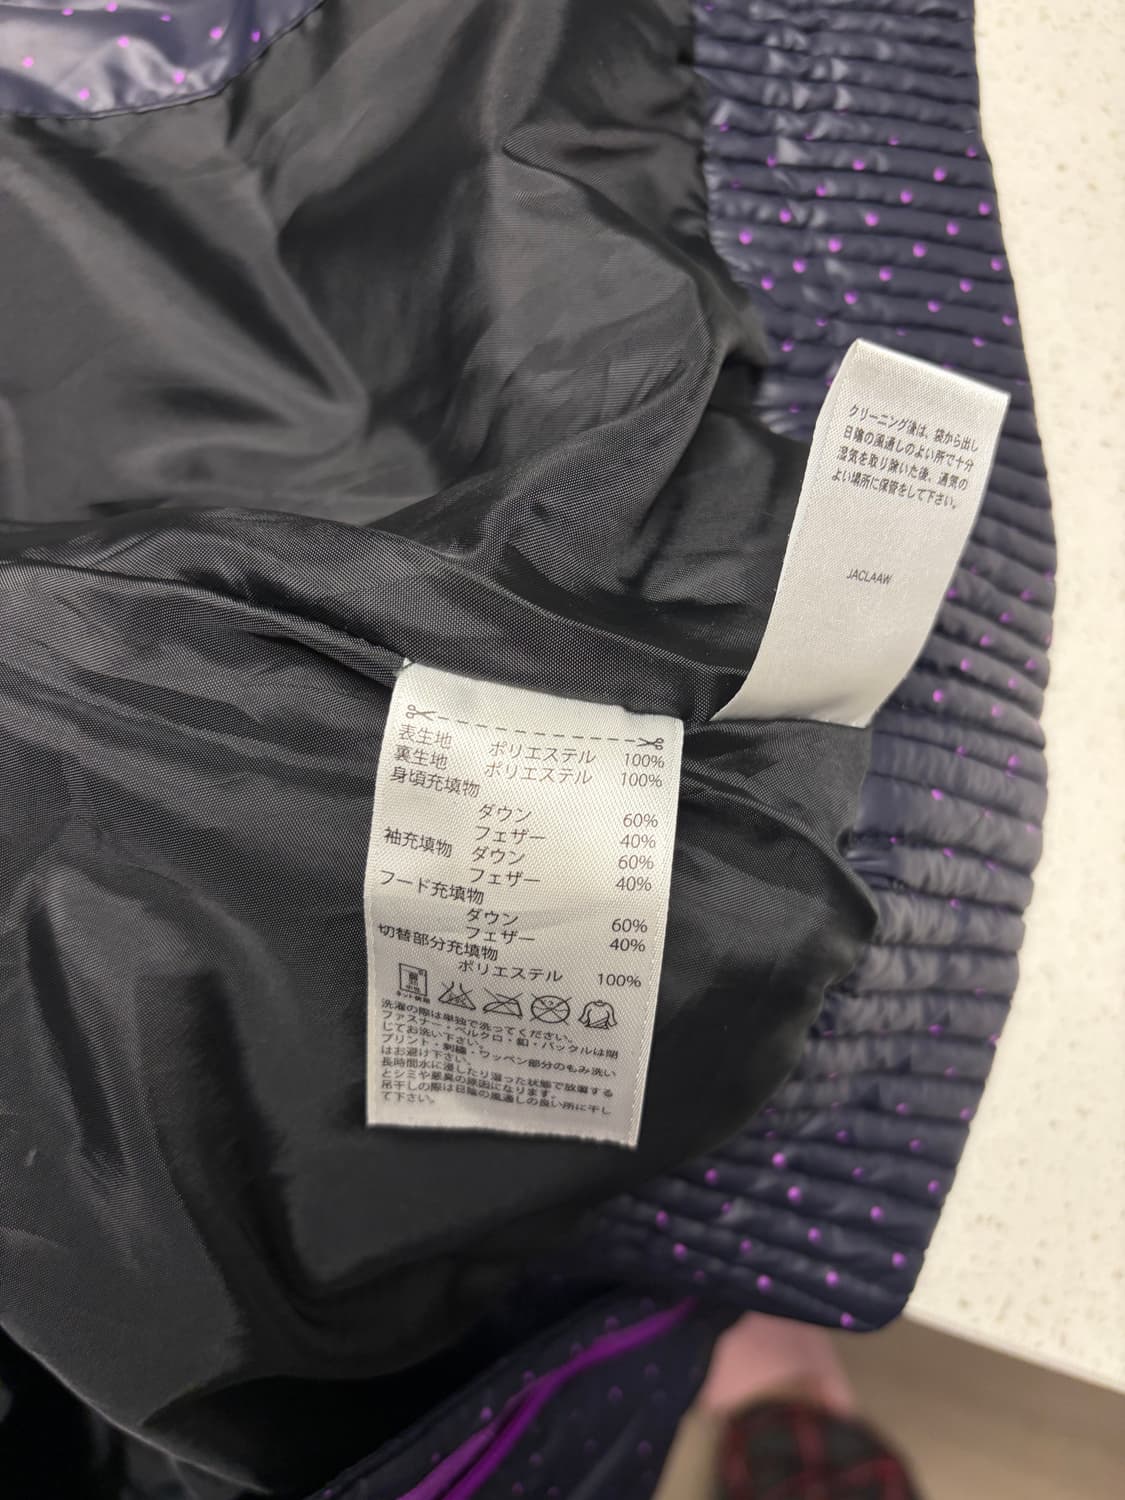 クリーニング後は、袋から出し
日陰の風通しのよい所で十分
湿気を取り除いた後、通気の
よい場所に保管をして下さい。
JACLAAW
表生地 ポリエステル 100%
裏生地 ポリエステル 100%
身頃充填物
ダウン 60%
フェザー 40%
袖充填物 ダウン 60%
フェザー 40%
フード充填物
ダウン 60%
フェザー 40%
切替部分充填物
ポリエステル 100%
洗濯の際は単独で洗ってください。
ファスナー・ベルクロ・釦・バックルは閉
じてお洗い下さい。
プリント・刺繍・ワッペン部分のもみ洗い
はお避け下さい。
長時間水に浸したり湿った状態で放置する
とシミや悪臭の原因になります。
吊干しの際は日陰の風通しの良い所に干し
て下さい。